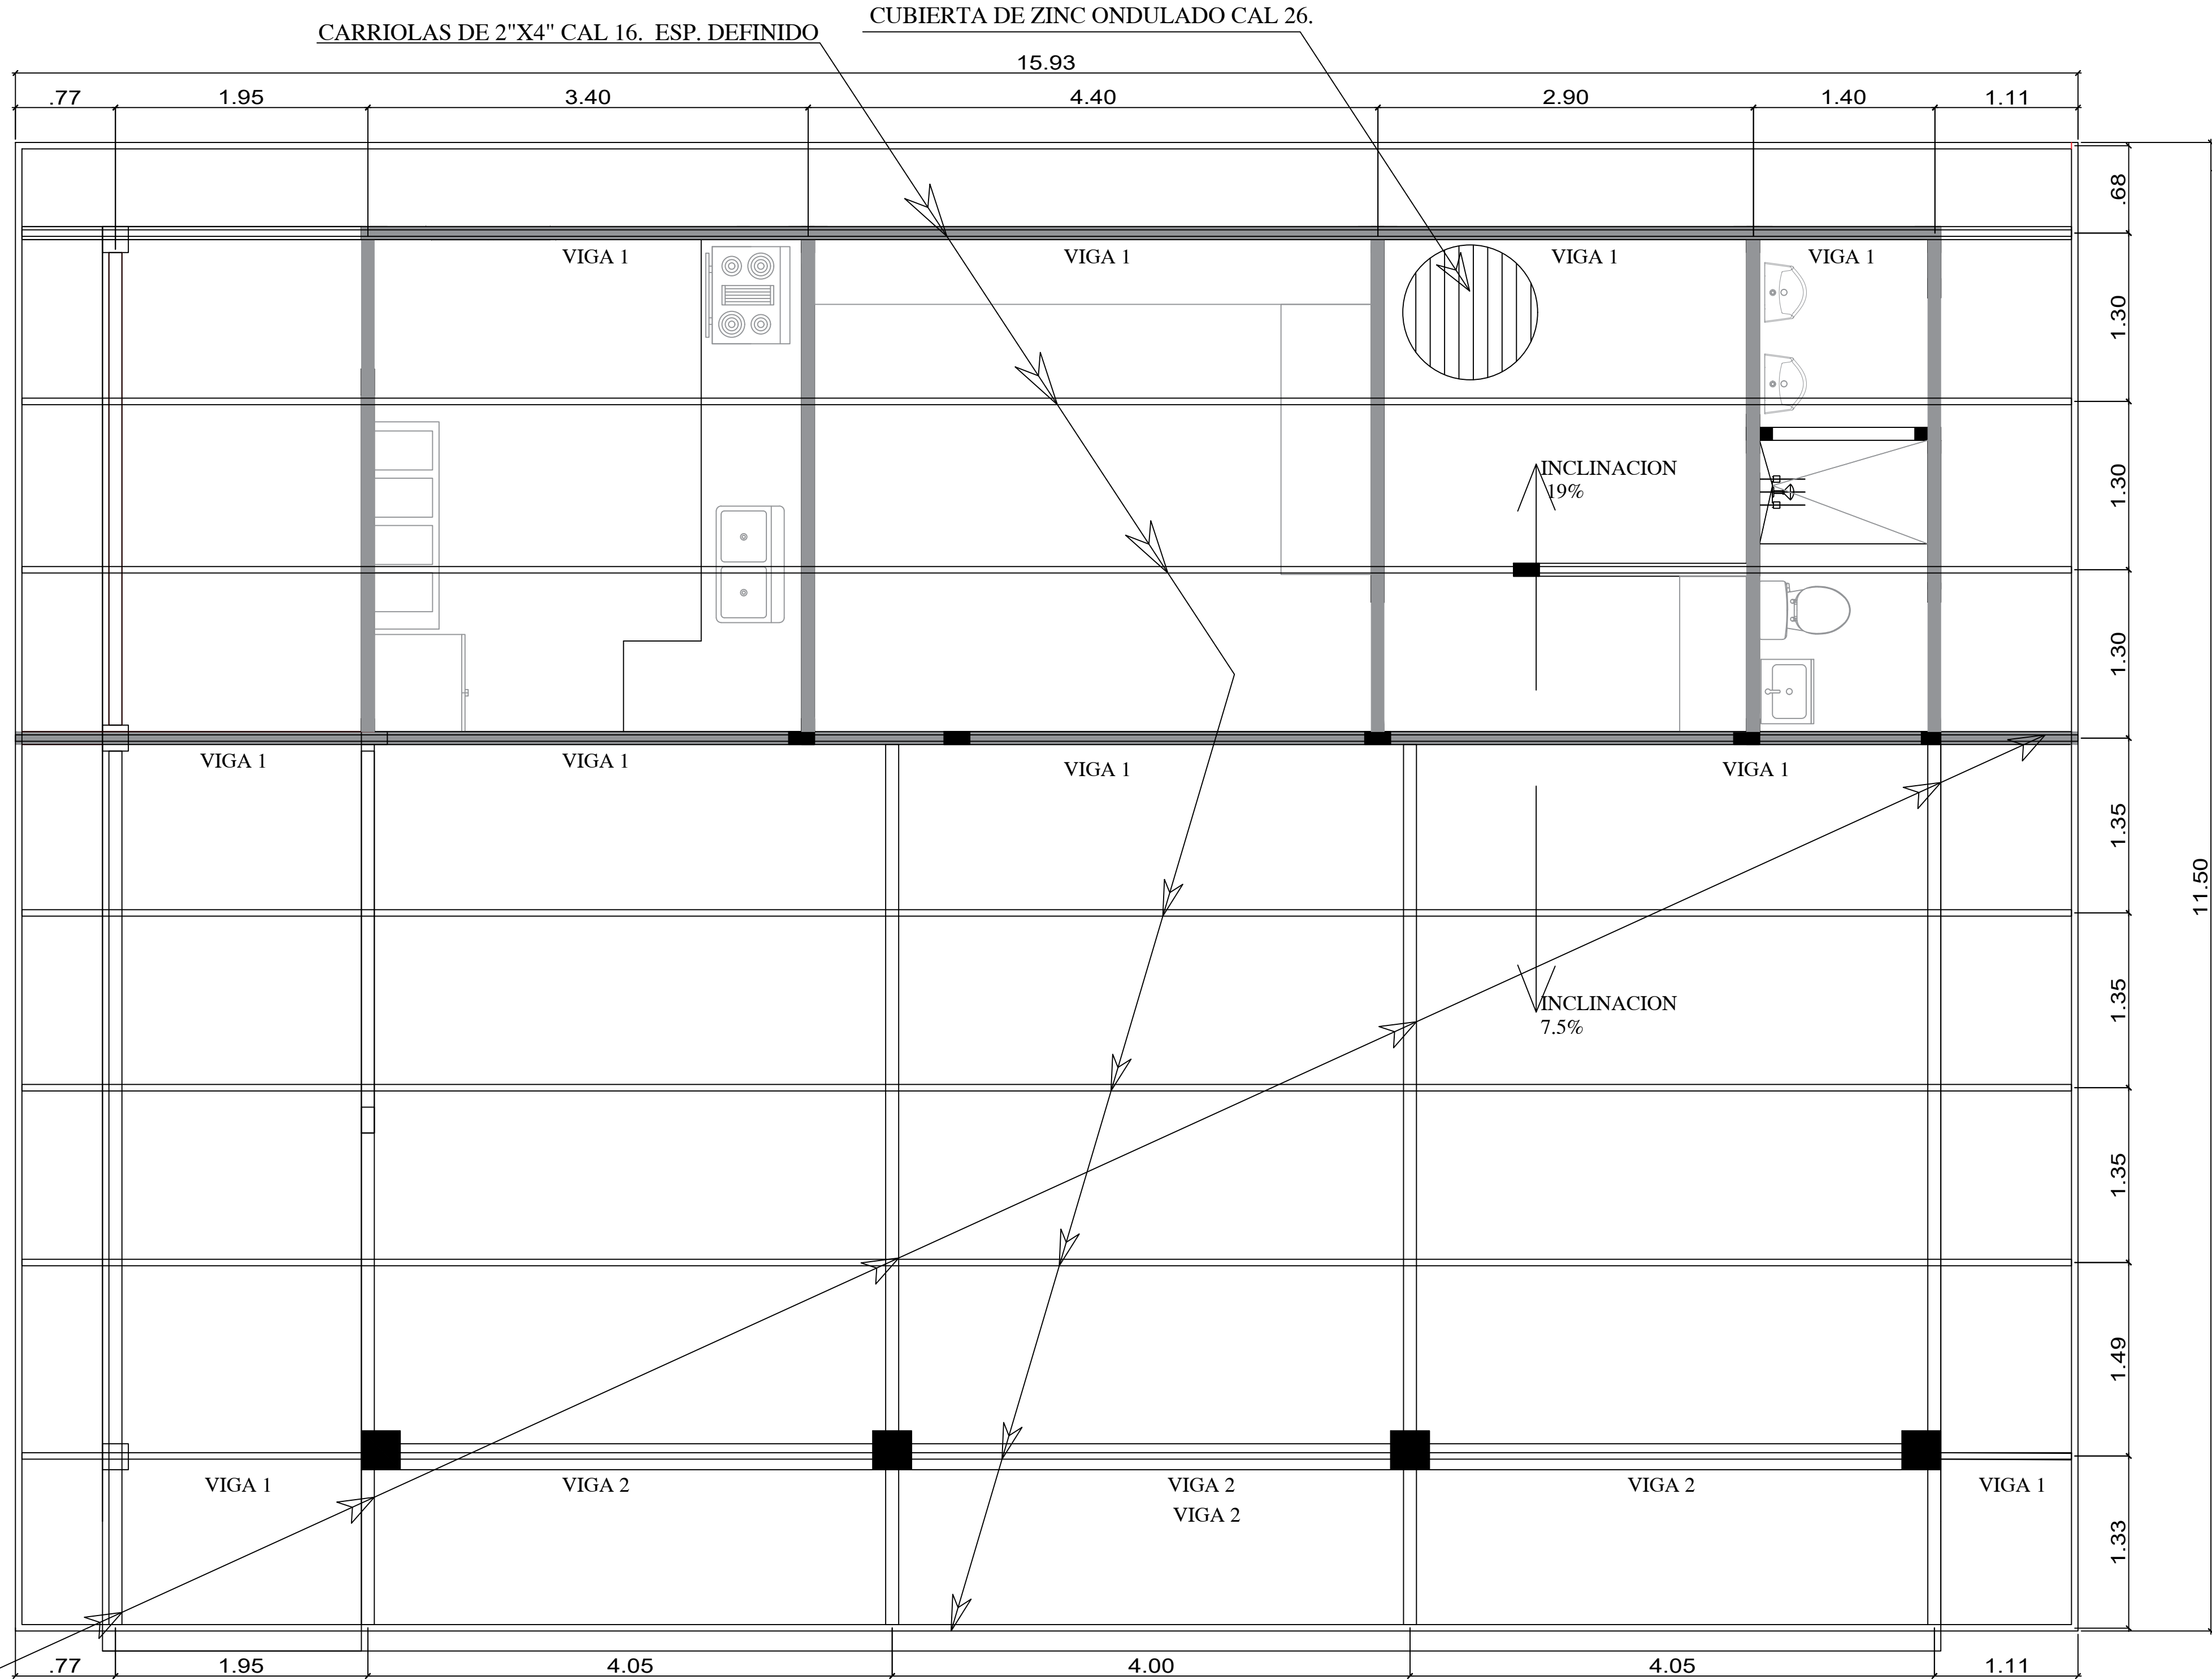 CUBIERTA DE ZINC ONDULADO CAL 26.
CARRIOLAS DE 2"X4" CAL 16. ESP. DEFINIDO
15.93
.77 1.95 3.40 4.40 2.90 1.40 1.11
.68
VIGA 1 VIGA 1 VIGA 1 VIGA 1
1.30
INCLINACION
19%
1.30
1.30
VIGA 1 VIGA 1 VIGA 1 VIGA 1
1.35
11.50
INCLINACION
7.5%
1.35
1.35
1.49
VIGA 1 VIGA 2 VIGA 2 VIGA 2 VIGA 1
VIGA 2
1.33
.77 1.95 4.05 4.00 4.05 1.11